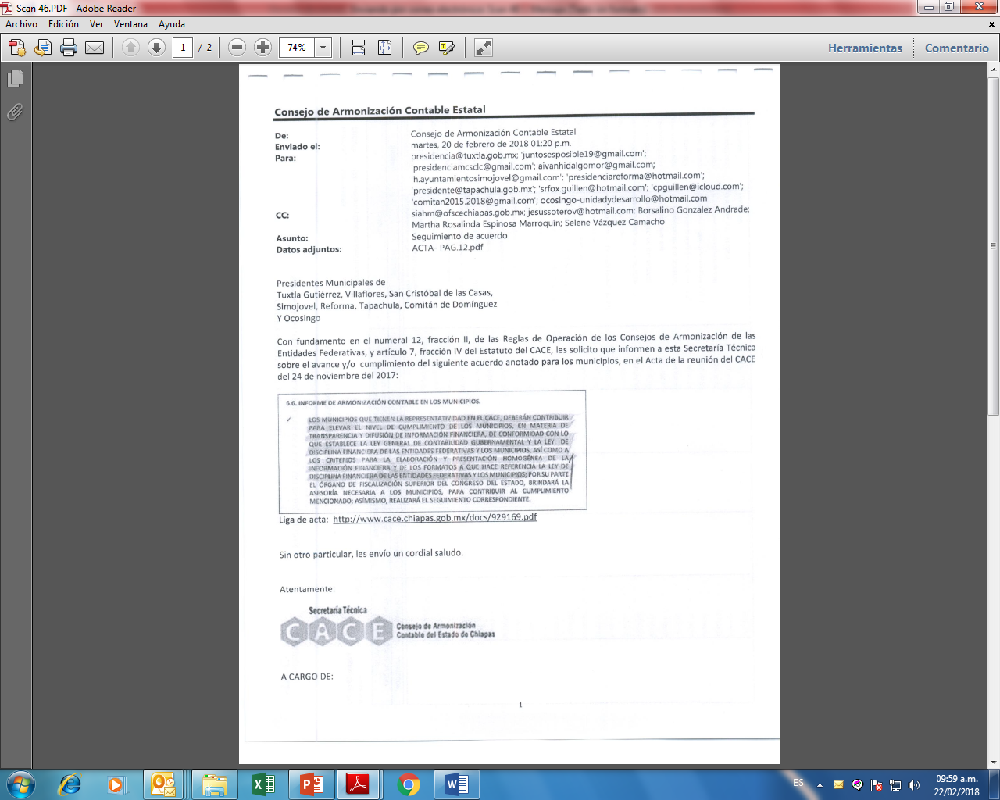 Scan 46.PDF - Adobe Reader
Archivo Edición Ver Ventana Ayuda
1 / 2 74% Herramientas Comentario
Consejo de Armonización Contable Estatal
De: Consejo de Armonización Contable Estatal
Enviado el: martes, 20 de febrero de 2018 01:20 p.m.
Para: presidencia@tuxtla.gob.mx; 'juntosesposible19@gmail.com';
'presidenciamcsclc@gmail.com'; aivanhidalgomor@gmail.com;
'h.ayuntamientosimojovel@gmail.com'; 'presidenciareforma@hotmail.com';
'presidente@tapachula.gob.mx'; 'srfox.guillen@hotmail.com'; 'cpguillen@icloud.com';
'comitan2015.2018@gmail.com'; ocosingo-unidadydesarrollo@hotmail.com
CC: siahm@ofscechiapas.gob.mx; jesussoterov@hotmail.com; Borsalino Gonzalez Andrade;
Martha Rosalinda Espinosa Marroquín; Selene Vázquez Camacho
Asunto: Seguimiento de acuerdo
Datos adjuntos: ACTA- PAG.12.pdf
Presidentes Municipales de
Tuxtla Gutiérrez, Villaflores, San Cristóbal de las Casas,
Simojovel, Reforma, Tapachula, Comitán de Domínguez
Y Ocosingo
Con fundamento en el numeral 12, fracción II, de las Reglas de Operación de los Consejos de Armonización de las
Entidades Federativas, y artículo 7, fracción IV del Estatuto del CACE, les solicito que informen a esta Secretaría Técnica
sobre el avance y/o cumplimiento del siguiente acuerdo anotado para los municipios, en el Acta de la reunión del CACE
del 24 de noviembre del 2017:
6.6. INFORME DE ARMONIZACIÓN CONTABLE EN LOS MUNICIPIOS.
✓ LOS MUNICIPIOS QUE TIENEN LA REPRESENTATIVIDAD EN EL CACE, DEBERÁN CONTRIBUIR
PARA ELEVAR EL NIVEL DE CUMPLIMIENTO DE LOS MUNICIPIOS, EN MATERIA DE
TRANSPARENCIA Y DIFUSIÓN DE INFORMACIÓN FINANCIERA, DE CONFORMIDAD CON LO
QUE ESTABLECE LA LEY GENERAL DE CONTABILIDAD GUBERNAMENTAL Y LA LEY DE
DISCIPLINA FINANCIERA DE LAS ENTIDADES FEDERATIVAS Y LOS MUNICIPIOS, ASÍ COMO A
LOS CRITERIOS PARA LA ELABORACIÓN Y PRESENTACIÓN HOMOGÉNEA DE LA
INFORMACIÓN FINANCIERA Y DE LOS FORMATOS A QUE HACE REFERENCIA LA LEY DE
DISCIPLINA FINANCIERA DE LAS ENTIDADES FEDERATIVAS Y LOS MUNICIPIOS; POR SU PARTE
EL ÓRGANO DE FISCALIZACIÓN SUPERIOR DEL CONGRESO DEL ESTADO, BRINDARÁ LA
ASESORÍA NECESARIA A LOS MUNICIPIOS, PARA CONTRIBUIR AL CUMPLIMIENTO
MENCIONADO; ASÍMISMO, REALIZARÁ EL SEGUIMIENTO CORRESPONDIENTE.
Liga de acta: http://www.cace.chiapas.gob.mx/docs/929169.pdf
Sin otro particular, les envío un cordial saludo.
Atentamente:
Secretaría Técnica
CACE Consejo de Armonización
Contable del Estado de Chiapas
A CARGO DE:
1
ES 09:59 a.m.
22/02/2018